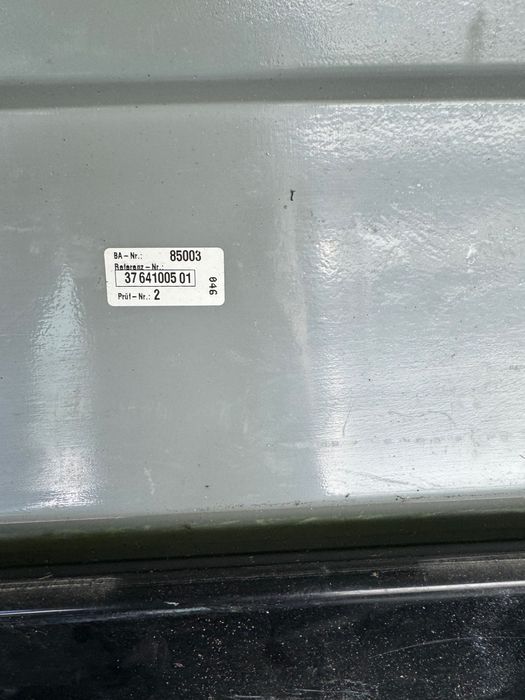 BA-Nr.: 85003
Referenz-Nr.:
37 641005 01
Prüf-Nr.: 2
046